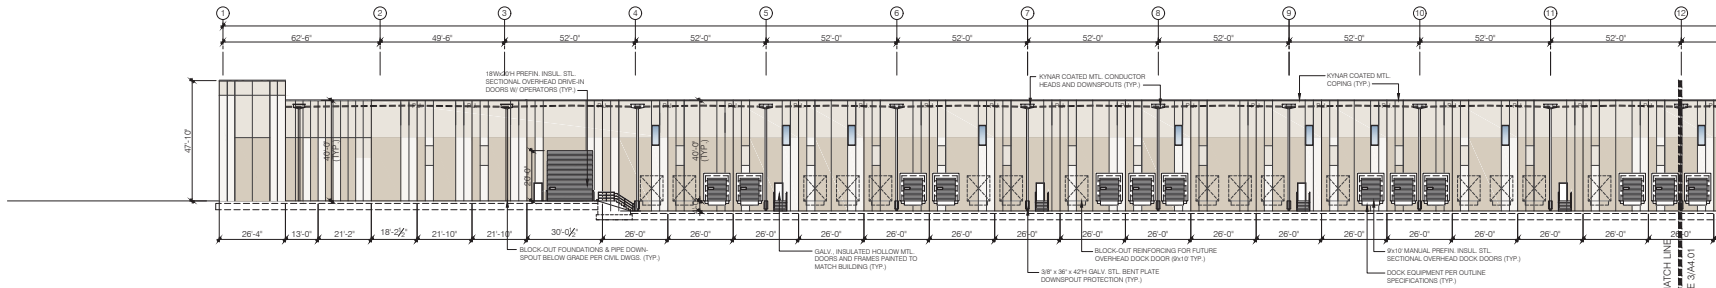 1 2 3 4 5 6 7 8 9 10 11 12
62'-6" 49'-6" 52'-0" 52'-0" 52'-0" 52'-0" 52'-0" 52'-0" 52'-0" 52'-0" 52'-0"
18'Wx20'H PREFIN. INSUL. STL.
SECTIONAL OVERHEAD DRIVE-IN
DOORS W/ OPERATORS (TYP.)
KYNAR COATED MTL. CONDUCTOR
HEADS AND DOWNSPOUTS (TYP.)
KYNAR COATED MTL.
COPING (TYP.)
47'-10"
40'-0"
(TYP.)
20'-0"
40'-0"
(TYP.)
26'-4" 13'-0" 21'-2" 18'-2½" 21'-10" 21'-10" 30'-0½" 26'-0" 26'-0" 26'-0" 26'-0" 26'-0" 26'-0" 26'-0" 26'-0" 26'-0" 26'-0" 26'-0" 26'-0" 26'-0" 26'-0" 26'-0" 26'-0" 26'-0"
BLOCK-OUT FOUNDATIONS & PIPE DOWN-
SPOUT BELOW GRADE PER CIVIL DWGS. (TYP.)
GALV., INSULATED HOLLOW MTL.
DOORS AND FRAMES PAINTED TO
MATCH BUILDING (TYP.)
3/8" x 36" x 42"H GALV. STL. BENT PLATE
DOWNSPOUT PROTECTION (TYP.)
BLOCK-OUT REINFORCING FOR FUTURE
OVERHEAD DOCK DOOR (9'x10' TYP.)
9'x10' MANUAL PREFIN. INSUL. STL.
SECTIONAL OVERHEAD DOCK DOORS (TYP.)
DOCK EQUIPMENT PER OUTLINE
SPECIFICATIONS (TYP.)
ATCH LINE
E 3/A4.01